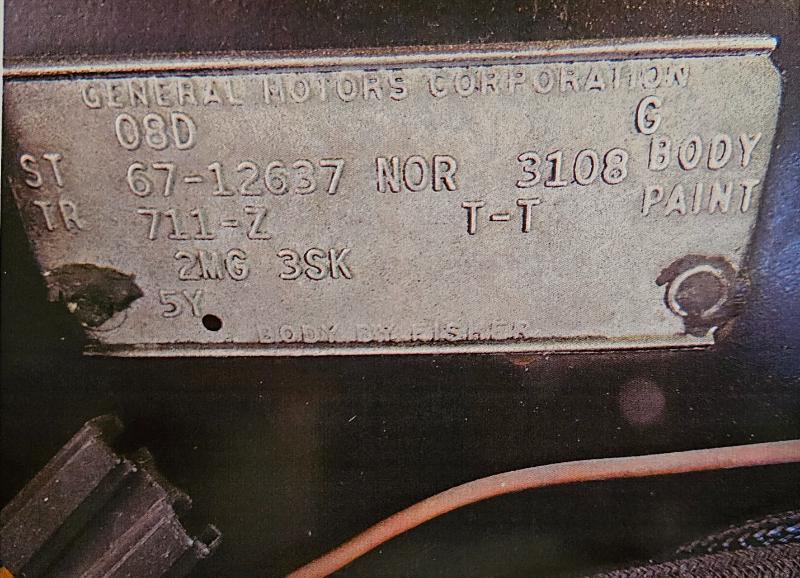 GENERAL MOTORS CORPORATION
08D G
ST 67-12637 NOR 3108 BODY
TR 711-Z T-T PAINT
2MG 3SK
5Y
BODY BY FISHER